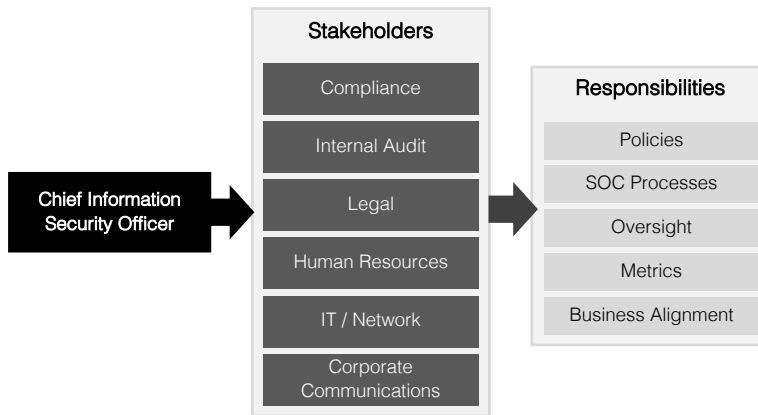 Chief Information
Security Officer
Stakeholders
Compliance
Internal Audit
Legal
Human Resources
IT / Network
Corporate
Communications
Responsibilities
Policies
SOC Processes
Oversight
Metrics
Business Alignment